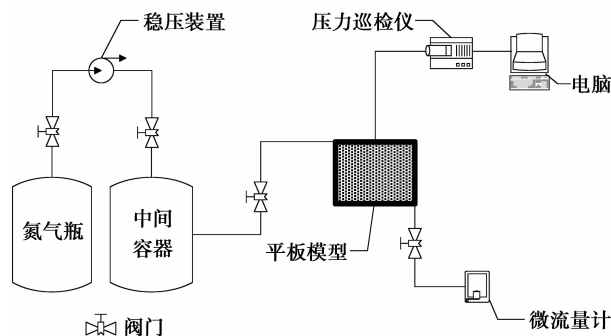 稳压装置
压力巡检仪
电脑
氮气瓶
中间
容器
平板模型
微流量计
阀门